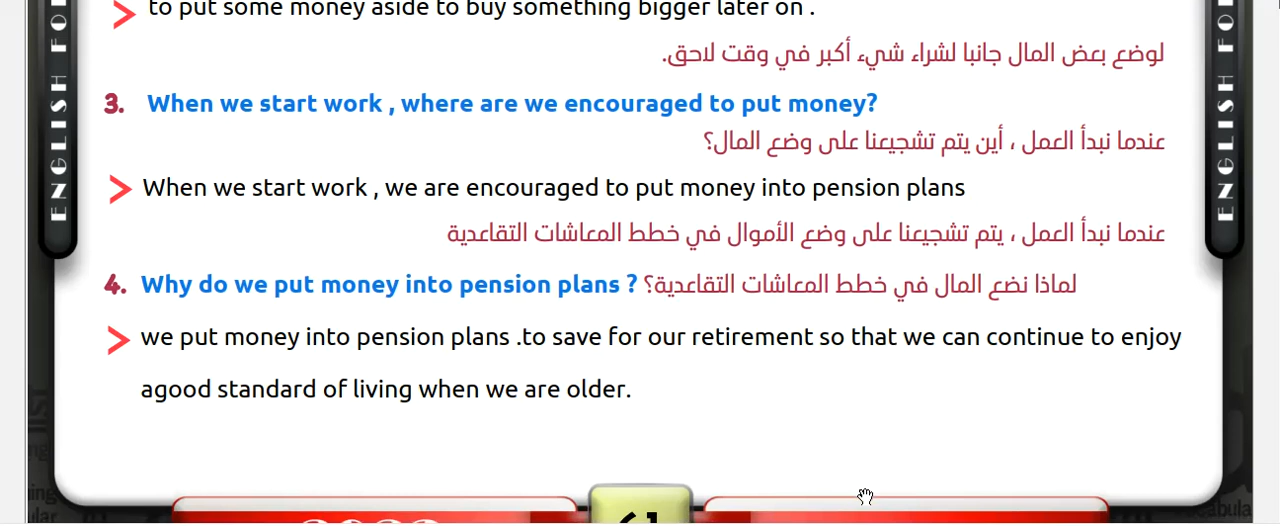 to put some money aside to buy something bigger later on .
لوضع بعض المال جانبا لشراء شيء أكبر في وقت لاحق.
3. When we start work , where are we encouraged to put money?
عندما نبدأ العمل ، أين يتم تشجيعنا على وضع المال؟
When we start work , we are encouraged to put money into pension plans
عندما نبدأ العمل ، يتم تشجيعنا على وضع الأموال في خطط المعاشات التقاعدية
4. Why do we put money into pension plans ? لماذا نضع المال في خطط المعاشات التقاعدية؟
we put money into pension plans .to save for our retirement so that we can continue to enjoy
agood standard of living when we are older.
ENGLISH FO
ENGLISH FO
61